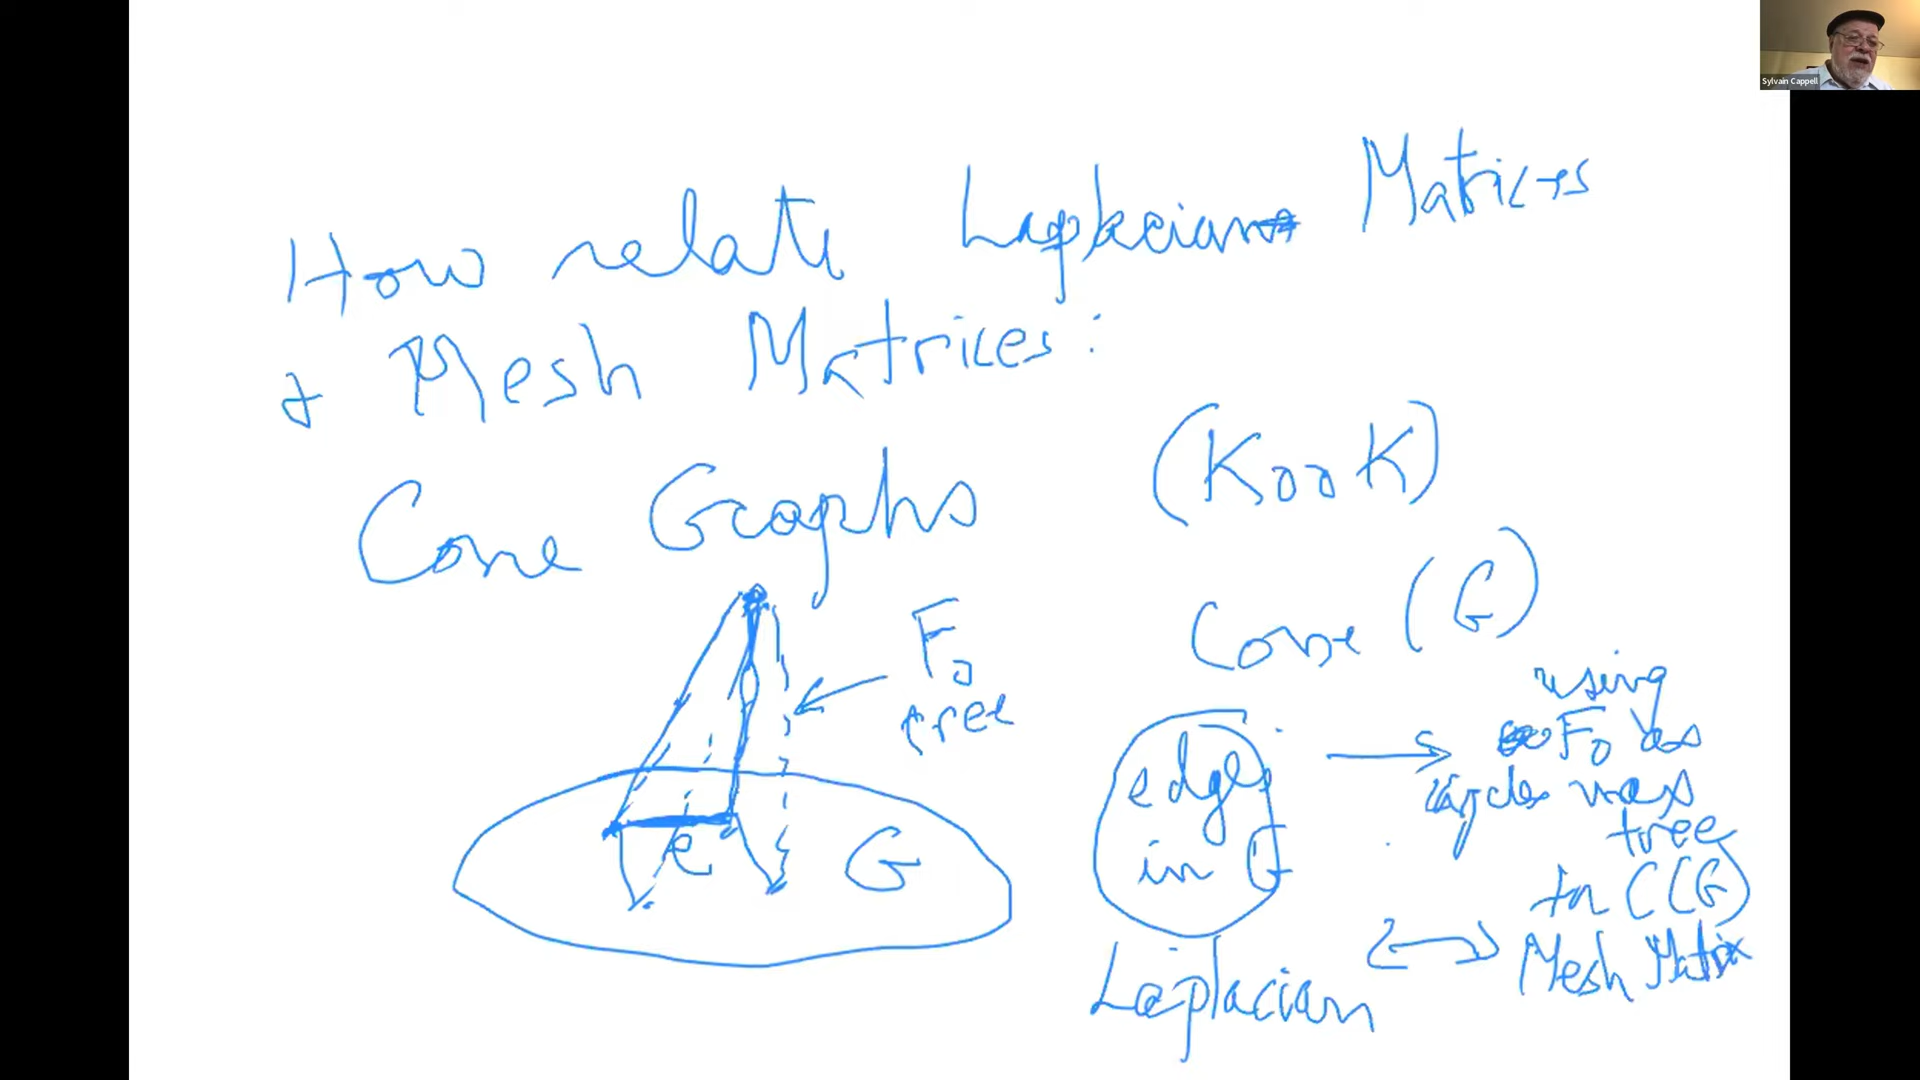 How relate Laplacian Matrices
& Mesh Matrices:
Cone Graphs (Kook)
Cone (G)
F₀
tree
e
G
edges
in G
Laplacian
using
F₀ as
cycles max
tree
for C(G)
Mesh Matrix
Sylvain Cappell